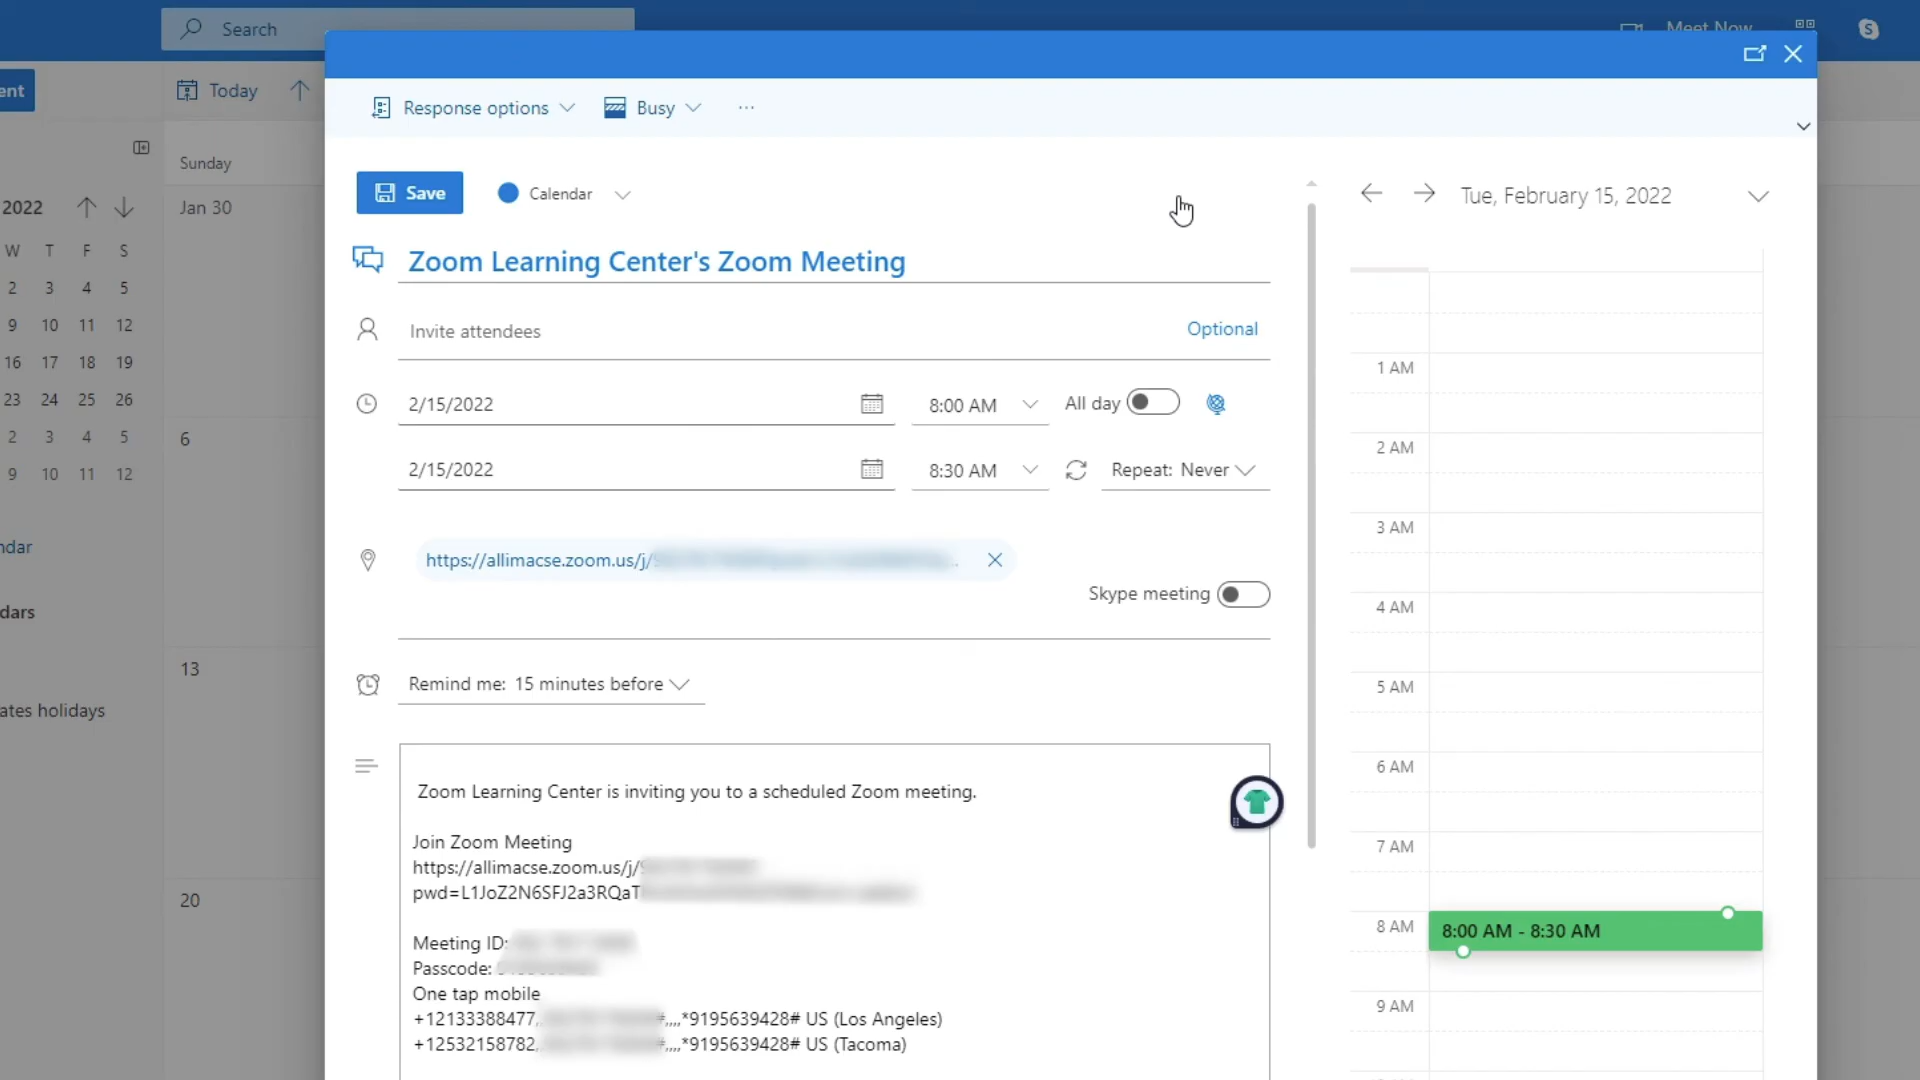 Search
Meet Now
ent
Today
Response options
Busy
Sunday
Save
Calendar
Tue, February 15, 2022
2022
Jan 30
W T F S
Zoom Learning Center's Zoom Meeting
2 3 4 5
9 10 11 12
Invite attendees
Optional
16 17 18 19
1 AM
23 24 25 26
2/15/2022
8:00 AM
All day
2 3 4 5
6
2 AM
9 10 11 12
2/15/2022
8:30 AM
Repeat: Never
3 AM
ndar
https://allimacse.zoom.us/j/
Skype meeting
4 AM
dars
13
Remind me: 15 minutes before
5 AM
ates holidays
6 AM
Zoom Learning Center is inviting you to a scheduled Zoom meeting.
Join Zoom Meeting
7 AM
https://allimacse.zoom.us/j/
pwd=L1JoZ2N6SFJ2a3RQaT
20
8 AM
8:00 AM - 8:30 AM
Meeting ID:
Passcode:
One tap mobile
9 AM
+12133388477, #,,,,*9195639428# US (Los Angeles)
+12532158782, #,,,,*9195639428# US (Tacoma)